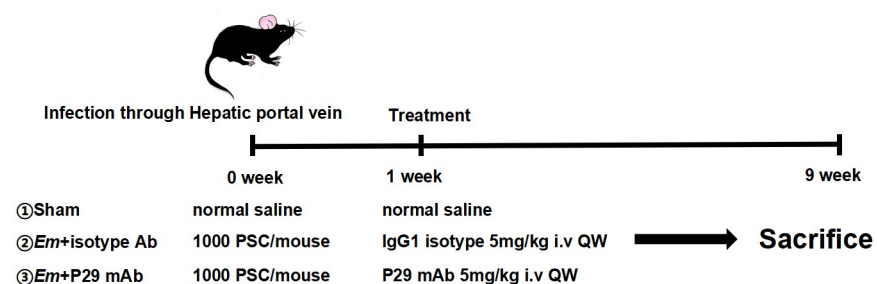 Infection through Hepatic portal vein
Treatment
0 week
1 week
9 week
①Sham normal saline normal saline
②Em+isotype Ab 1000 PSC/mouse IgG1 isotype 5mg/kg i.v QW Sacrifice
③Em+P29 mAb 1000 PSC/mouse P29 mAb 5mg/kg i.v QW